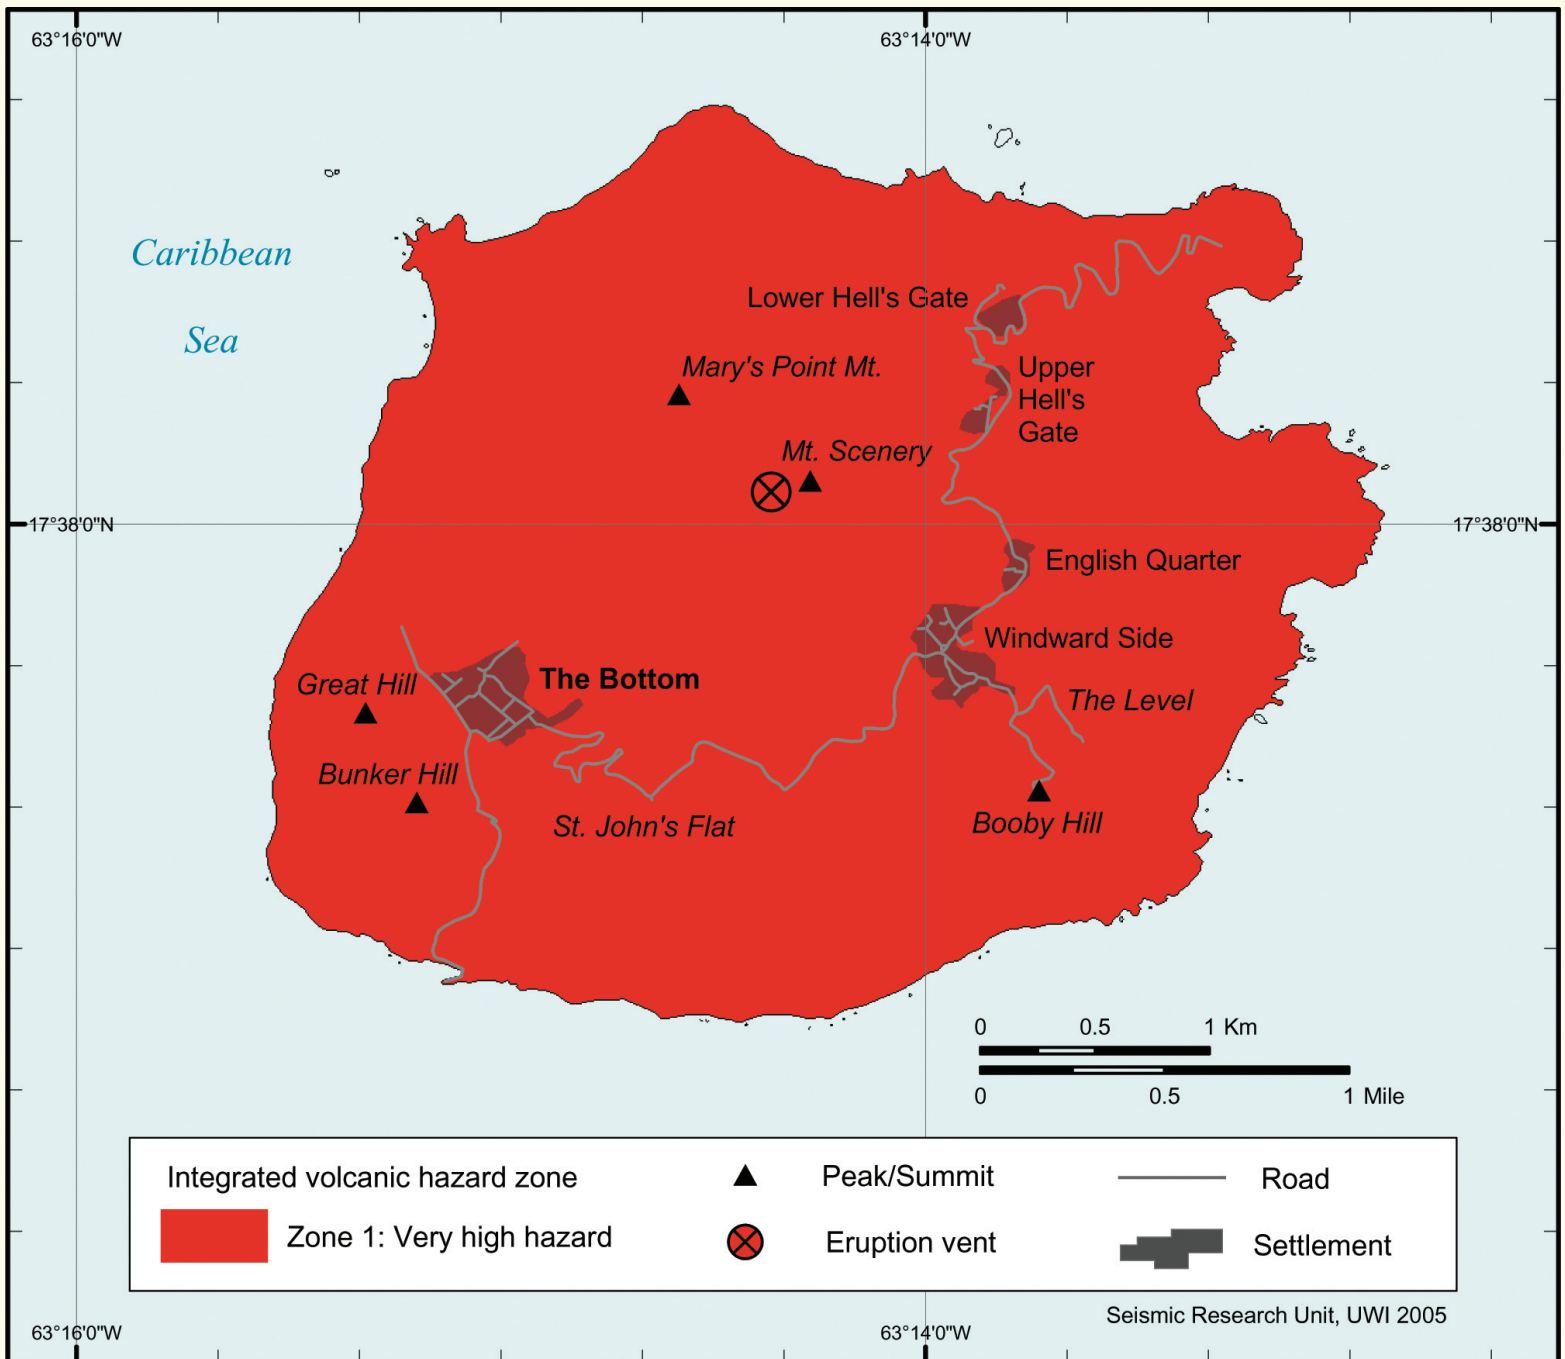 63°16'0"W
63°14'0"W
Caribbean
Sea
Lower Hell's Gate
Mary's Point Mt.
Upper
Hell's
Gate
Mt. Scenery
17°38'0"N
17°38'0"N
English Quarter
Windward Side
The Bottom
Great Hill
The Level
Bunker Hill
St. John's Flat
Booby Hill
0 0.5 1 Km
0 0.5 1 Mile
Integrated volcanic hazard zone
Peak/Summit
Road
Zone 1: Very high hazard
Eruption vent
Settlement
Seismic Research Unit, UWI 2005
63°16'0"W
63°14'0"W